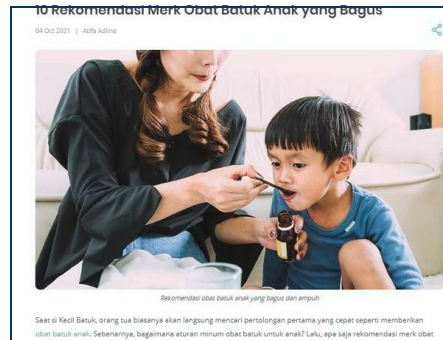 10 Rekomendasi Merk Obat Batuk Anak yang Bagus
04 Oct 2021 | Atifa Adlina
Rekomendasi obat batuk anak yang bagus dan ampuh
Saat si Kecil Batuk, orang tua biasanya akan langsung mencari pertolongan pertama yang cepat seperti memberikan
obat batuk anak. Sebenarnya, bagaimana aturan minum obat batuk untuk anak? Lalu, apa saja rekomendasi merk obat